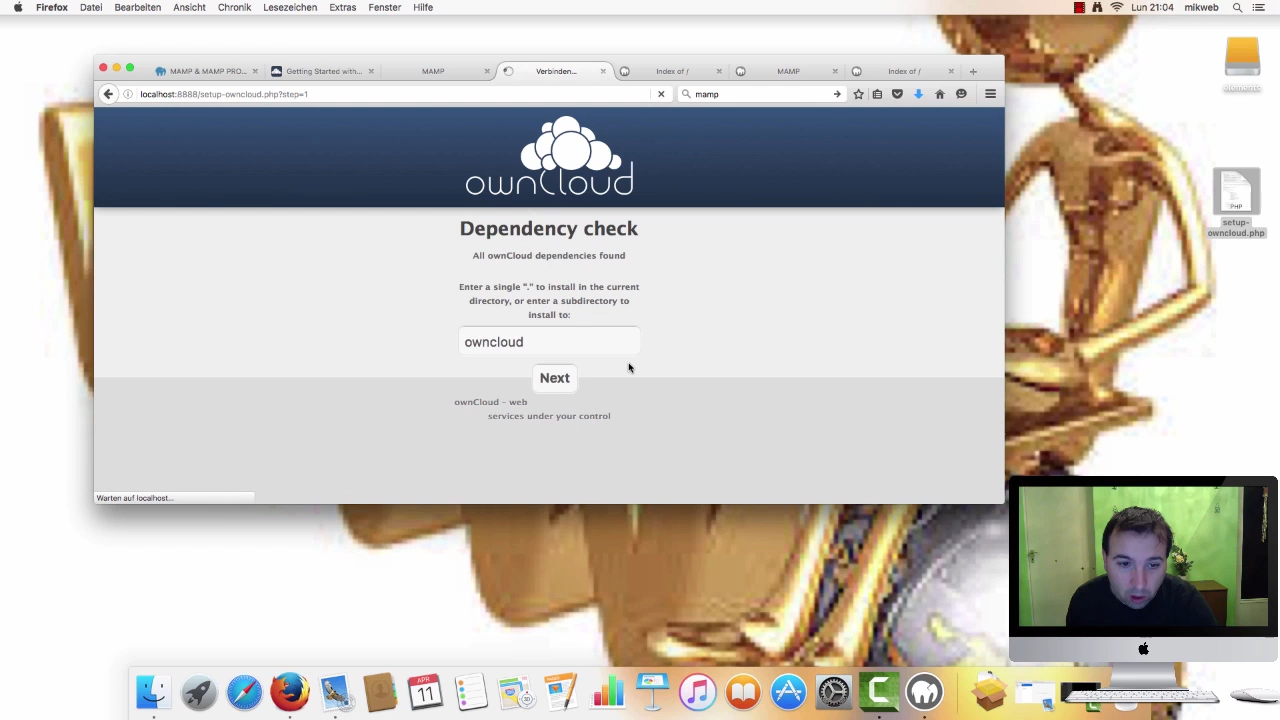 Firefox Datei Bearbeiten Ansicht Chronik Lesezeichen Extras Fenster Hilfe Lun 21:04 mikweb
elements
MAMP & MAMP PRO... Getting Started with... MAMP Verbinden... Index of / MAMP Index of /
localhost:8888/setup-owncloud.php?step=1 mamp
ownCloud
PHP
setup-
owncloud.php
Dependency check
All ownCloud dependencies found
Enter a single "." to install in the current
directory, or enter a subdirectory to
install to:
owncloud
Next
ownCloud – web
services under your control
Warten auf localhost...
APR
11